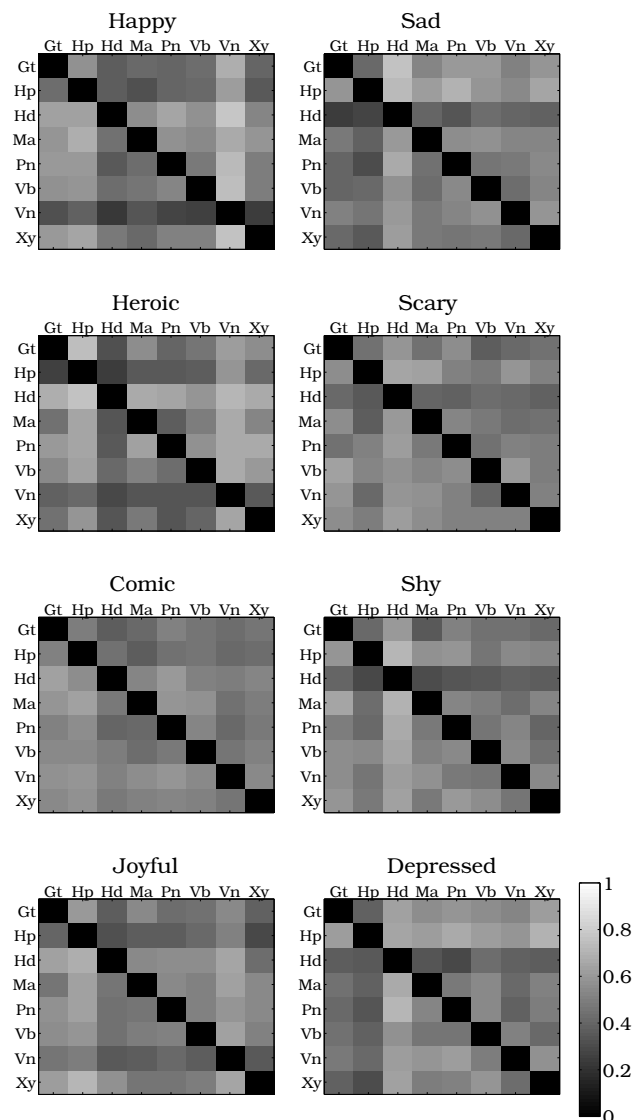 Happy
Gt Hp Hd Ma Pn Vb Vn Xy
Gt
Hp
Hd
Ma
Pn
Vb
Vn
Xy
Sad
Gt Hp Hd Ma Pn Vb Vn Xy
Gt
Hp
Hd
Ma
Pn
Vb
Vn
Xy
Heroic
Gt Hp Hd Ma Pn Vb Vn Xy
Gt
Hp
Hd
Ma
Pn
Vb
Vn
Xy
Scary
Gt Hp Hd Ma Pn Vb Vn Xy
Gt
Hp
Hd
Ma
Pn
Vb
Vn
Xy
Comic
Gt Hp Hd Ma Pn Vb Vn Xy
Gt
Hp
Hd
Ma
Pn
Vb
Vn
Xy
Shy
Gt Hp Hd Ma Pn Vb Vn Xy
Gt
Hp
Hd
Ma
Pn
Vb
Vn
Xy
Joyful
Gt Hp Hd Ma Pn Vb Vn Xy
Gt
Hp
Hd
Ma
Pn
Vb
Vn
Xy
Depressed
Gt Hp Hd Ma Pn Vb Vn Xy
Gt
Hp
Hd
Ma
Pn
Vb
Vn
Xy
1
0.8
0.6
0.4
0.2
0